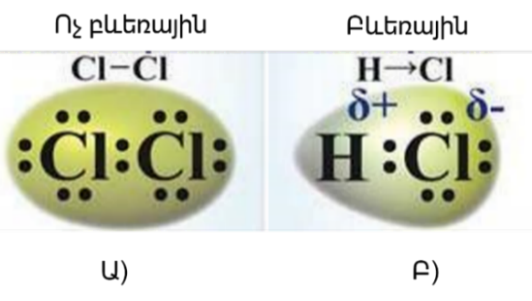 Ոչ բևեռային
Բևեռային
Cl–Cl
H→Cl
δ+ δ-
:Cl:Cl:
H:Cl:
Ա)
Բ)